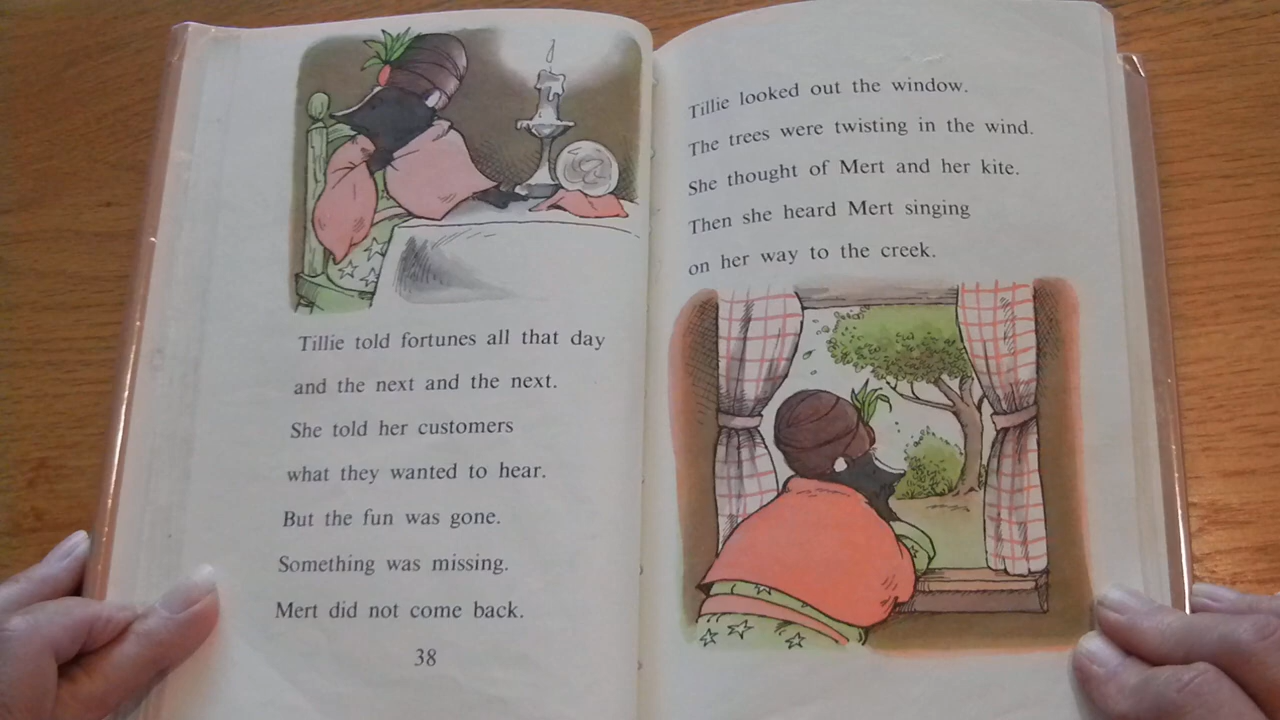 Tillie told fortunes all that day
and the next and the next.
She told her customers
what they wanted to hear.
But the fun was gone.
Something was missing.
Mert did not come back.
38
Tillie looked out the window.
The trees were twisting in the wind.
She thought of Mert and her kite.
Then she heard Mert singing
on her way to the creek.